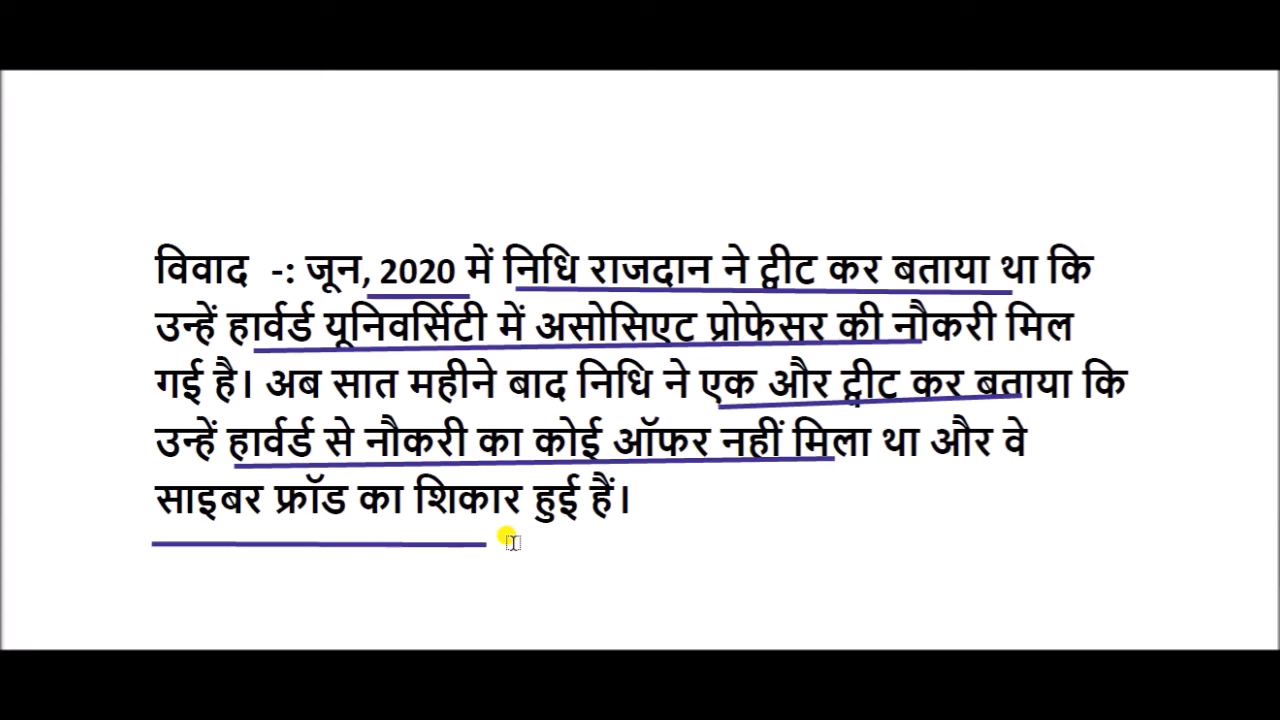 विवाद -: जून, 2020 में निधि राजदान ने ट्वीट कर बताया था कि
उन्हें हार्वर्ड यूनिवर्सिटी में असोसिएट प्रोफेसर की नौकरी मिल
गई है। अब सात महीने बाद निधि ने एक और ट्वीट कर बताया कि
उन्हें हार्वर्ड से नौकरी का कोई ऑफर नहीं मिला था और वे
साइबर फ्रॉड का शिकार हुई हैं।